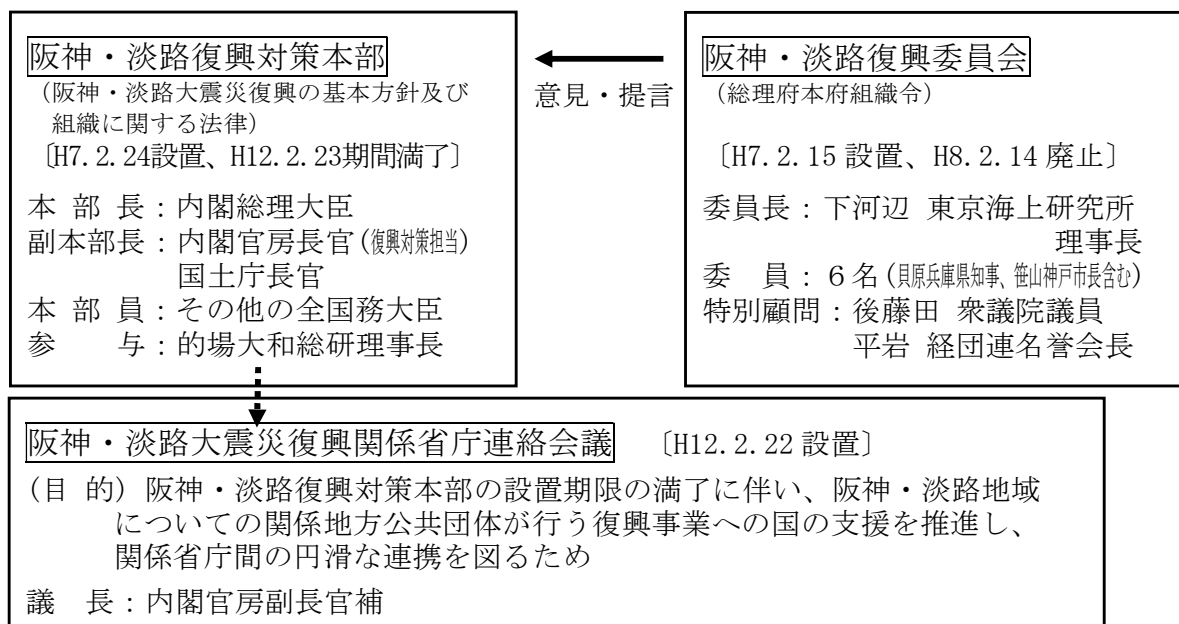 阪神・淡路復興対策本部
（阪神・淡路大震災復興の基本方針及び
組織に関する法律）
〔H7.2.24設置、H12.2.23期間満了〕
本 部 長：内閣総理大臣
副本部長：内閣官房長官(復興対策担当)
国土庁長官
本 部 員：その他の全国務大臣
参　　与：的場大和総研理事長
意見・提言
阪神・淡路復興委員会
（総理府本府組織令）
〔H7.2.15 設置、H8.2.14 廃止〕
委員長：下河辺 東京海上研究所
理事長
委　員：６名(貝原兵庫県知事、笹山神戸市長含む)
特別顧問：後藤田 衆議院議員
平岩 経団連名誉会長
阪神・淡路大震災復興関係省庁連絡会議　〔H12.2.22 設置〕
(目 的) 阪神・淡路復興対策本部の設置期限の満了に伴い、阪神・淡路地域
についての関係地方公共団体が行う復興事業への国の支援を推進し、
関係省庁間の円滑な連携を図るため
議　長：内閣官房副長官補